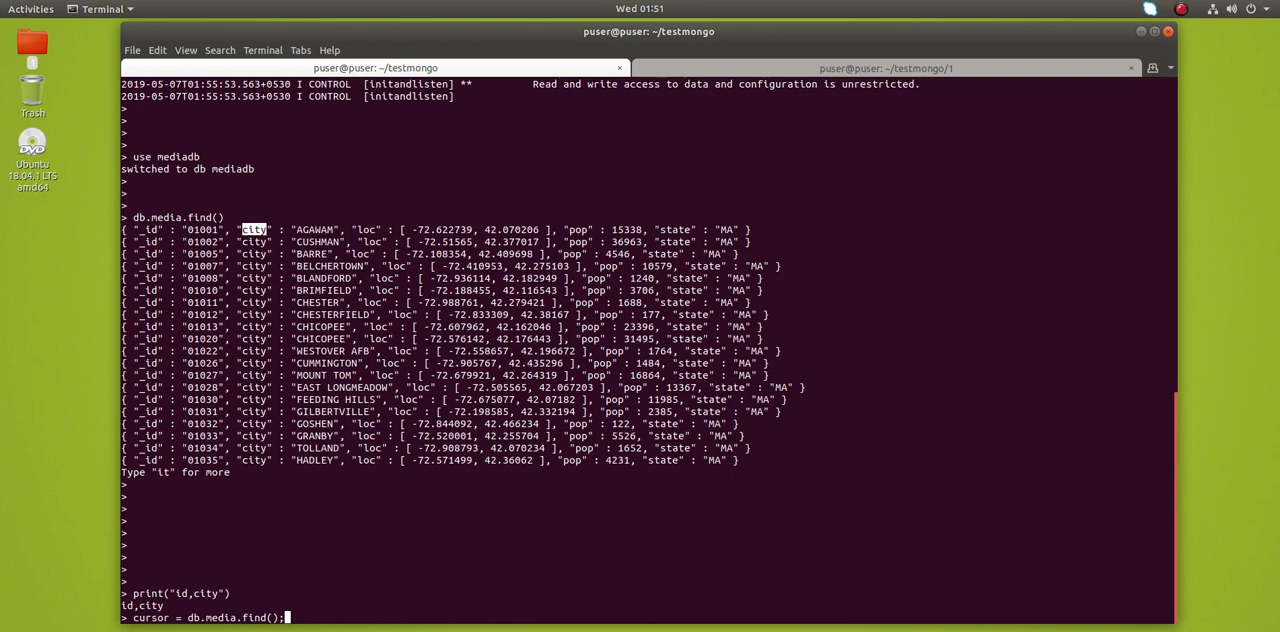 Activities
Terminal
Wed 01:51
puser@puser: ~/testmongo
File Edit View Search Terminal Tabs Help
puser@puser: ~/testmongo
puser@puser: ~/testmongo/1
2019-05-07T01:55:53.563+0530 I CONTROL  [initandlisten] **          Read and write access to data and configuration is unrestricted.
2019-05-07T01:55:53.563+0530 I CONTROL  [initandlisten]
>
>
>
>
> use mediadb
switched to db mediadb
>
>
>
> db.media.find()
{ "_id" : "01001", "city" : "AGAWAM", "loc" : [ -72.622739, 42.070206 ], "pop" : 15338, "state" : "MA" }
{ "_id" : "01002", "city" : "CUSHMAN", "loc" : [ -72.51565, 42.377017 ], "pop" : 36963, "state" : "MA" }
{ "_id" : "01005", "city" : "BARRE", "loc" : [ -72.108354, 42.409698 ], "pop" : 4546, "state" : "MA" }
{ "_id" : "01007", "city" : "BELCHERTOWN", "loc" : [ -72.410953, 42.275103 ], "pop" : 10579, "state" : "MA" }
{ "_id" : "01008", "city" : "BLANDFORD", "loc" : [ -72.936114, 42.182949 ], "pop" : 1240, "state" : "MA" }
{ "_id" : "01010", "city" : "BRIMFIELD", "loc" : [ -72.188455, 42.116543 ], "pop" : 3706, "state" : "MA" }
{ "_id" : "01011", "city" : "CHESTER", "loc" : [ -72.988761, 42.279421 ], "pop" : 1688, "state" : "MA" }
{ "_id" : "01012", "city" : "CHESTERFIELD", "loc" : [ -72.833309, 42.38167 ], "pop" : 177, "state" : "MA" }
{ "_id" : "01013", "city" : "CHICOPEE", "loc" : [ -72.607962, 42.162046 ], "pop" : 23396, "state" : "MA" }
{ "_id" : "01020", "city" : "CHICOPEE", "loc" : [ -72.576142, 42.176443 ], "pop" : 31495, "state" : "MA" }
{ "_id" : "01022", "city" : "WESTOVER AFB", "loc" : [ -72.558657, 42.196672 ], "pop" : 1764, "state" : "MA" }
{ "_id" : "01026", "city" : "CUMMINGTON", "loc" : [ -72.905767, 42.435296 ], "pop" : 1484, "state" : "MA" }
{ "_id" : "01027", "city" : "MOUNT TOM", "loc" : [ -72.679921, 42.264319 ], "pop" : 16864, "state" : "MA" }
{ "_id" : "01028", "city" : "EAST LONGMEADOW", "loc" : [ -72.505565, 42.067203 ], "pop" : 13367, "state" : "MA" }
{ "_id" : "01030", "city" : "FEEDING HILLS", "loc" : [ -72.675077, 42.07182 ], "pop" : 11985, "state" : "MA" }
{ "_id" : "01031", "city" : "GILBERTVILLE", "loc" : [ -72.198585, 42.332194 ], "pop" : 2385, "state" : "MA" }
{ "_id" : "01032", "city" : "GOSHEN", "loc" : [ -72.844092, 42.466234 ], "pop" : 122, "state" : "MA" }
{ "_id" : "01033", "city" : "GRANBY", "loc" : [ -72.520001, 42.255704 ], "pop" : 5526, "state" : "MA" }
{ "_id" : "01034", "city" : "TOLLAND", "loc" : [ -72.908793, 42.070234 ], "pop" : 1652, "state" : "MA" }
{ "_id" : "01035", "city" : "HADLEY", "loc" : [ -72.571499, 42.36062 ], "pop" : 4231, "state" : "MA" }
Type "it" for more
>
>
>
>
>
>
>
>
>
> print("id,city")
id,city
> cursor = db.media.find();
1
Trash
DVD
Ubuntu
18.04.1 LTS
amd64